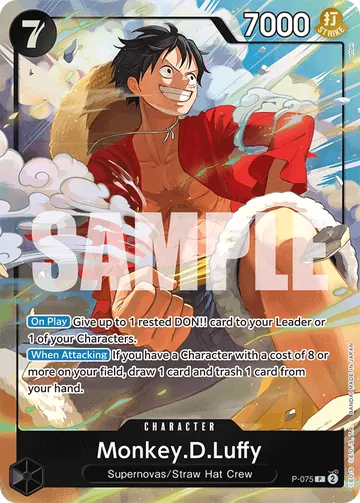 7
7000
打
STRIKE
SAMPLE
On Play Give up to 1 rested DON!! card to your Leader or
1 of your Characters.
When Attacking If you have a Character with a cost of 8 or
more on your field, draw 1 card and trash 1 card from
your hand.
CHARACTER
Monkey.D.Luffy
Supernovas/Straw Hat Crew
P-075 P 2